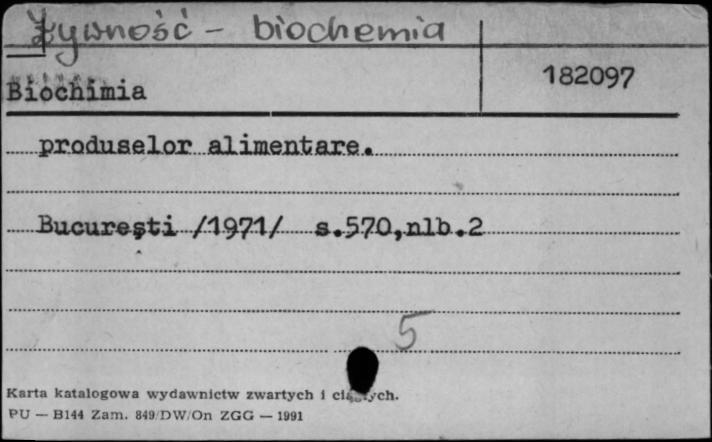 Żywność - biochemia
182097
Biochimia
produselor alimentare.
Bucureşti /1971/ s.570,nlb.2
5
Karta katalogowa wydawnictw zwartych i ciągłych.
PU — B144 Zam. 849/DW/On ZGG — 1991